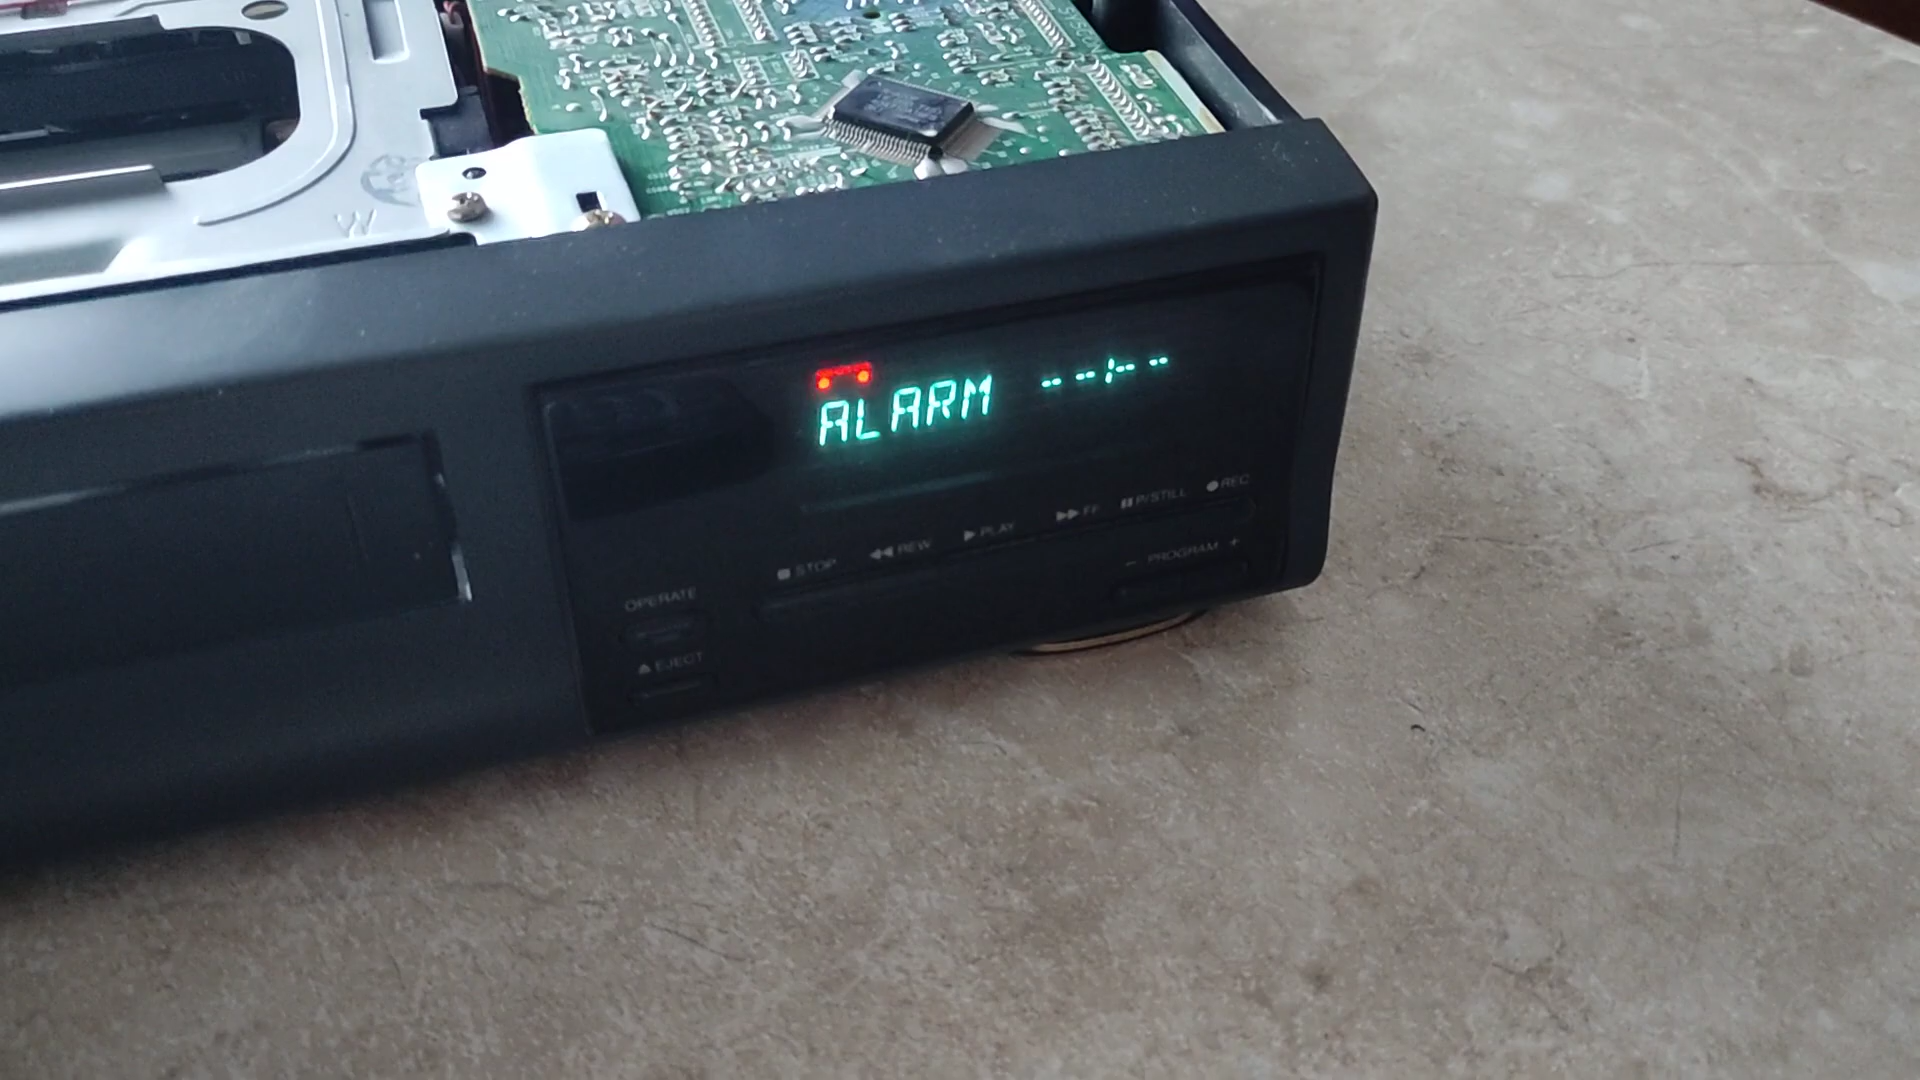 W
ALARM --:--
■ STOP ◀◀ REW ▶ PLAY ▶▶ FF ▮▮ P/STILL ● REC
OPERATE
- PROGRAM +
▲ EJECT